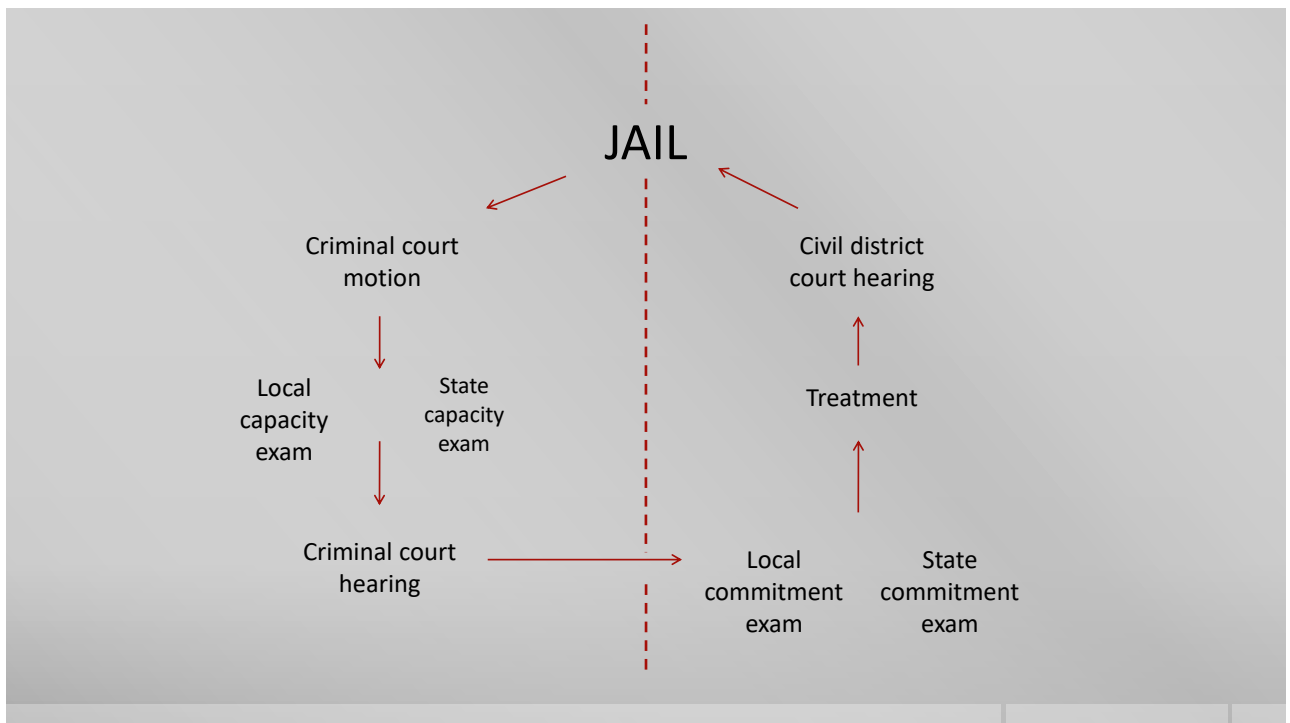 JAIL
Criminal court
motion
Local
capacity
exam
State
capacity
exam
Criminal court
hearing
Civil district
court hearing
Treatment
Local
commitment
exam
State
commitment
exam